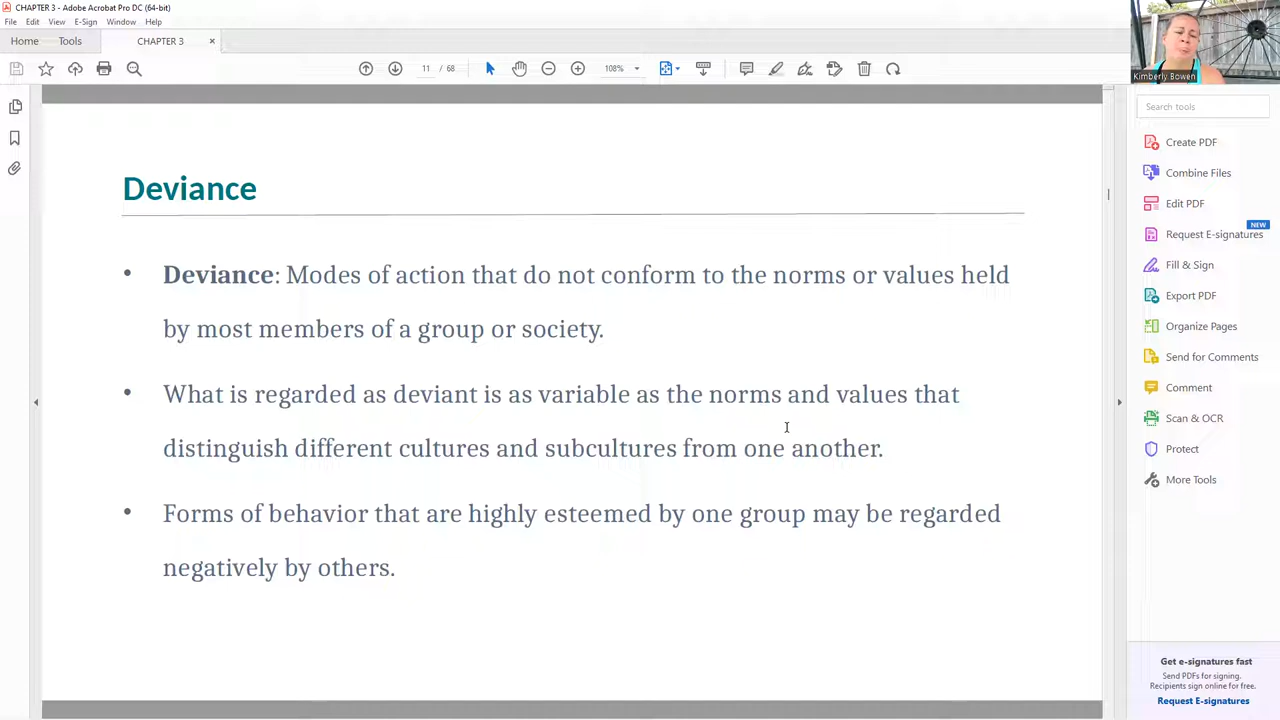 CHAPTER 3 - Adobe Acrobat Pro DC (64-bit)
File Edit View E-Sign Window Help
Home Tools CHAPTER 3 ×
11 / 68 108%
Kimberly Bowen
Deviance
• Deviance: Modes of action that do not conform to the norms or values held
by most members of a group or society.
• What is regarded as deviant is as variable as the norms and values that
distinguish different cultures and subcultures from one another.
• Forms of behavior that are highly esteemed by one group may be regarded
negatively by others.
Search tools
Create PDF
Combine Files
Edit PDF
NEW
Request E-signatures
Fill & Sign
Export PDF
Organize Pages
Send for Comments
Comment
Scan & OCR
Protect
More Tools
Get e-signatures fast
Send PDFs for signing.
Recipients sign online for free.
Request E-signatures